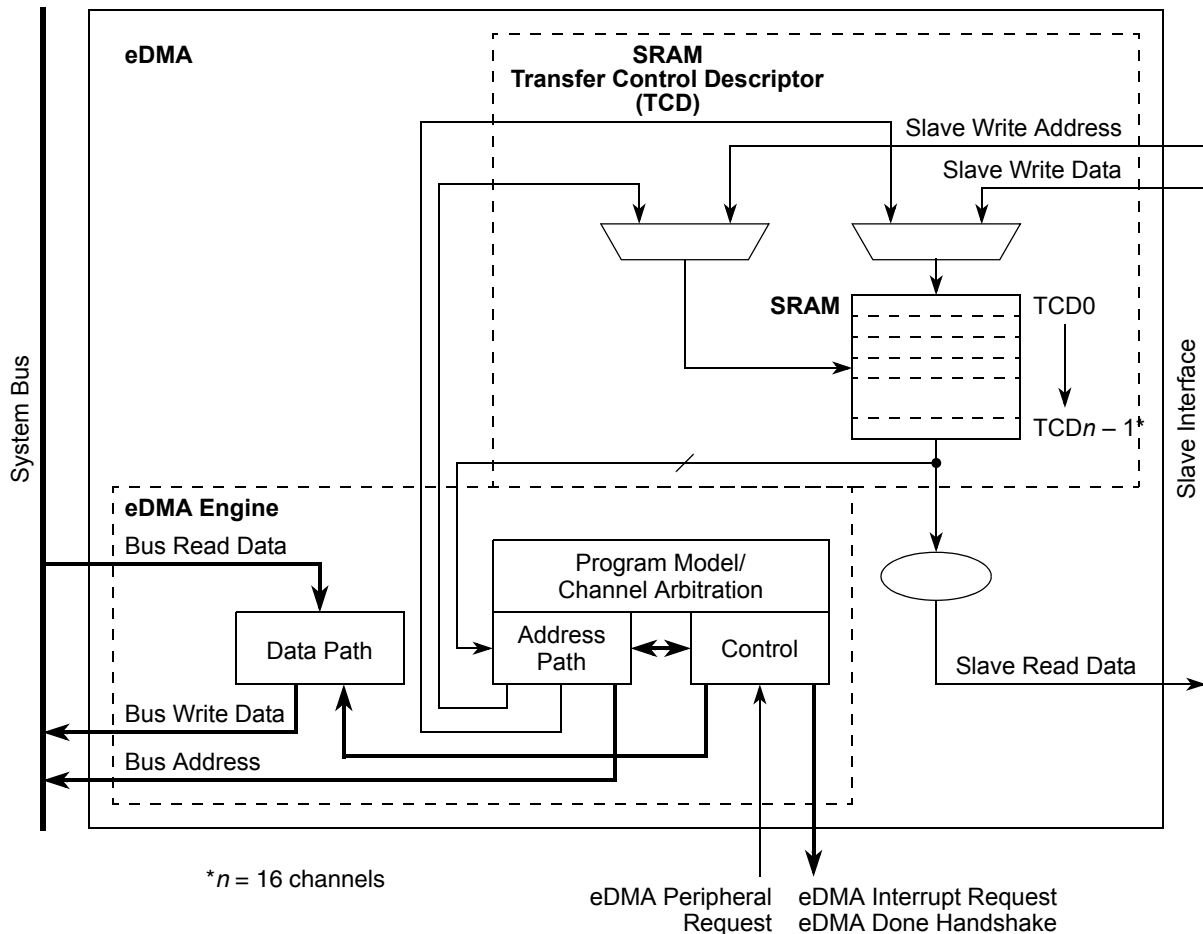 eDMA
SRAM
Transfer Control Descriptor
(TCD)
Slave Write Address
Slave Write Data
SRAM
TCD0
TCDn – 1*
System Bus
Slave Interface
eDMA Engine
Bus Read Data
Program Model/
Channel Arbitration
Data Path
Address
Path
Control
Slave Read Data
Bus Write Data
Bus Address
*n = 16 channels
eDMA Peripheral
Request
eDMA Interrupt Request
eDMA Done Handshake